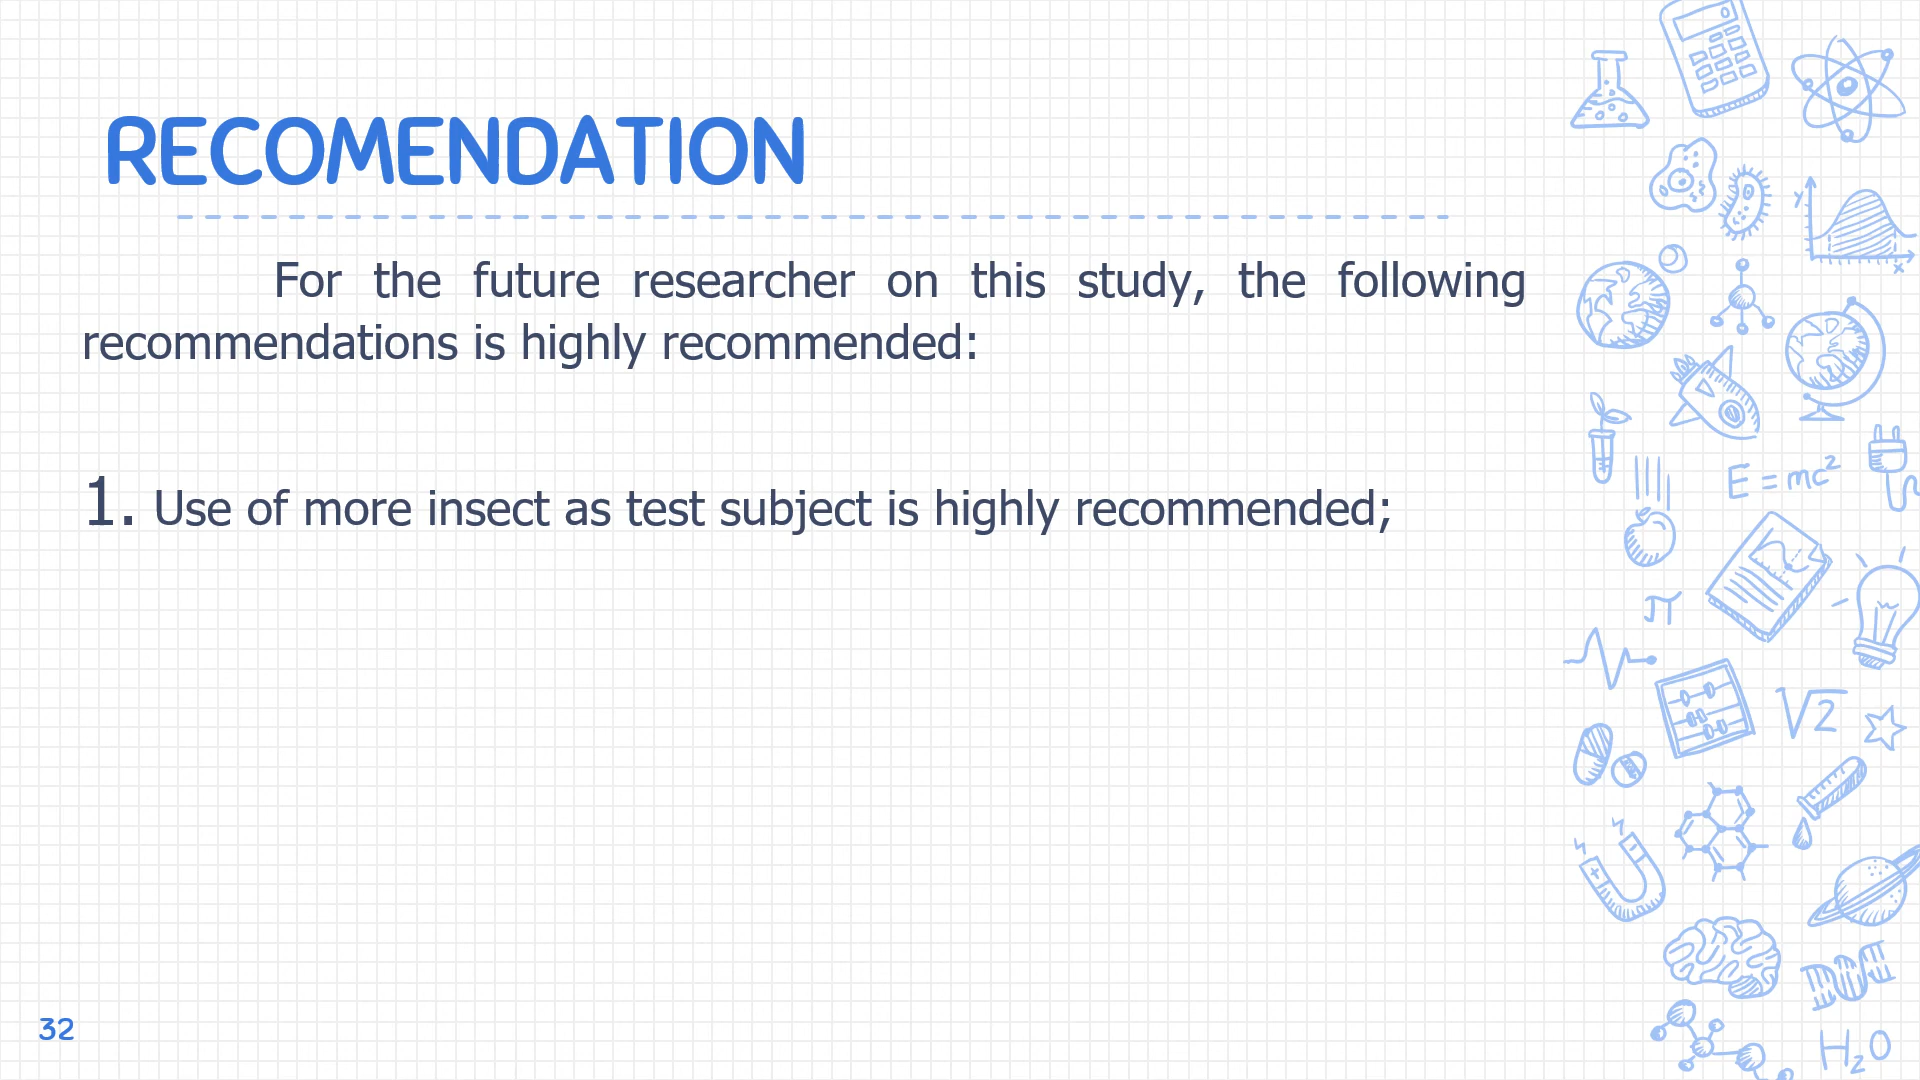 RECOMENDATION
For the future researcher on this study, the following
recommendations is highly recommended:
1. Use of more insect as test subject is highly recommended;
32
y
x
E = mc²
π
√2
H₂O